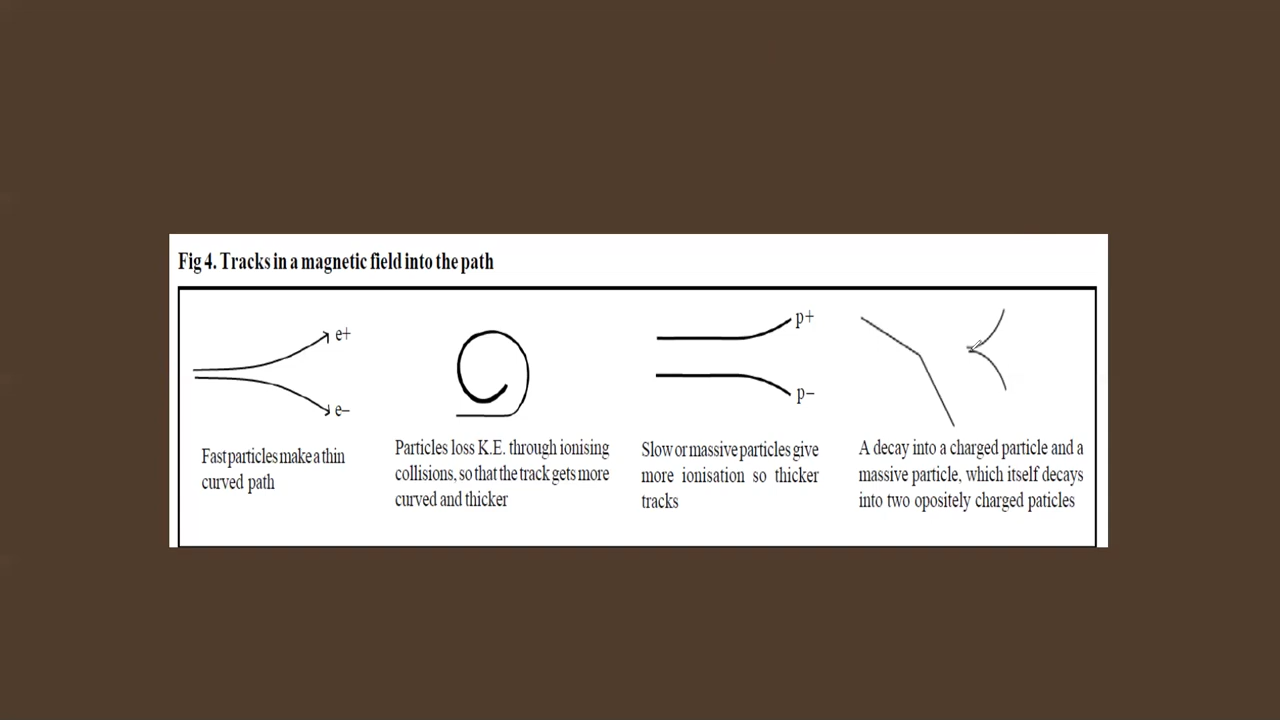 Fig 4. Tracks in a magnetic field into the path
e+
e–
Fast particles make a thin
curved path
Particles loss K.E. through ionising
collisions, so that the track gets more
curved and thicker
p+
p–
Slow or massive particles give
more ionisation so thicker
tracks
A decay into a charged particle and a
massive particle, which itself decays
into two opositely charged paticles